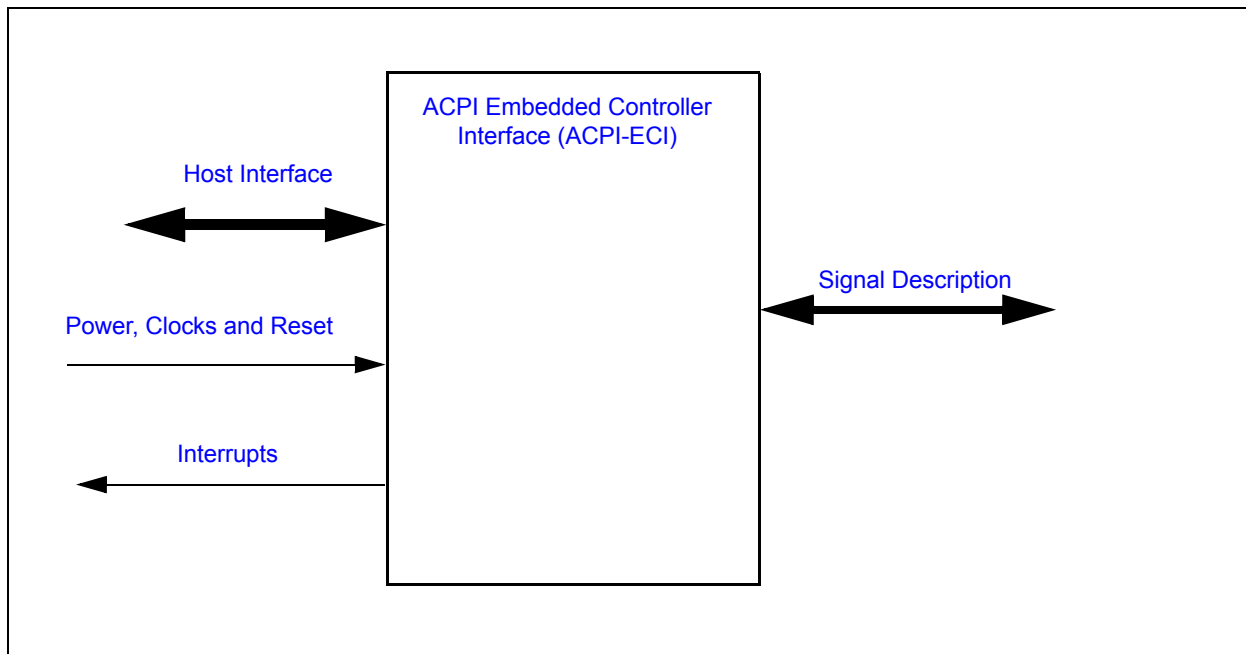 ACPI Embedded Controller
Interface (ACPI-ECI)
Host Interface
Signal Description
Power, Clocks and Reset
Interrupts